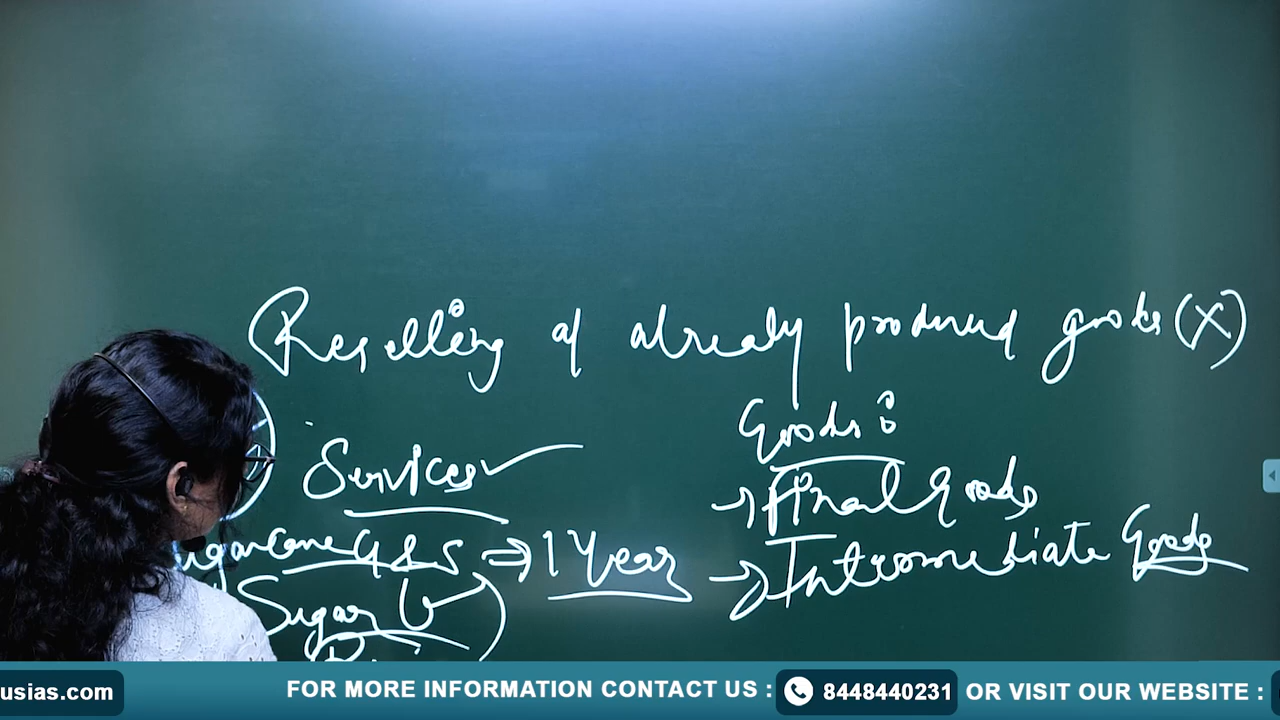 Reselling of already produced goods (X)
Services ✓
Goods :
→ Final Goods
→ Intromediate Goods
G & S ⇒ 1 Year
Sugar
usias.com
FOR MORE INFORMATION CONTACT US : 8448440231 OR VISIT OUR WEBSITE :